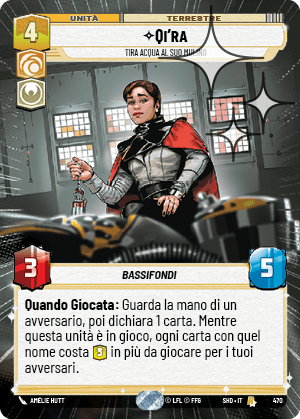 UNITÀ
TERRESTRE
4
QI'RA
TIRA ACQUA AL SUO
3
BASSIFONDI
5
Quando Giocata: Guarda la mano di un
avversario, poi dichiara 1 carta. Mentre
questa unità è in gioco, ogni carta con quel
nome costa 3 in più da giocare per i tuoi
avversari.
AMÉLIE HUTT
© LFL © FFG
SHD • IT
470